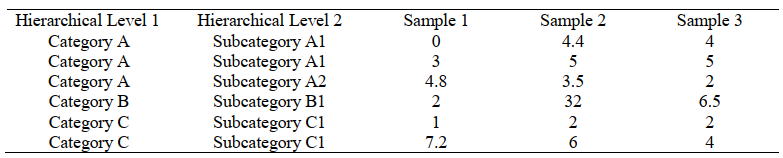 Hierarchical Level 1 Hierarchical Level 2 Sample 1 Sample 2 Sample 3
Category A Subcategory A1 0 4.4 4
Category A Subcategory A1 3 5 5
Category A Subcategory A2 4.8 3.5 2
Category B Subcategory B1 2 32 6.5
Category C Subcategory C1 1 2 2
Category C Subcategory C1 7.2 6 4